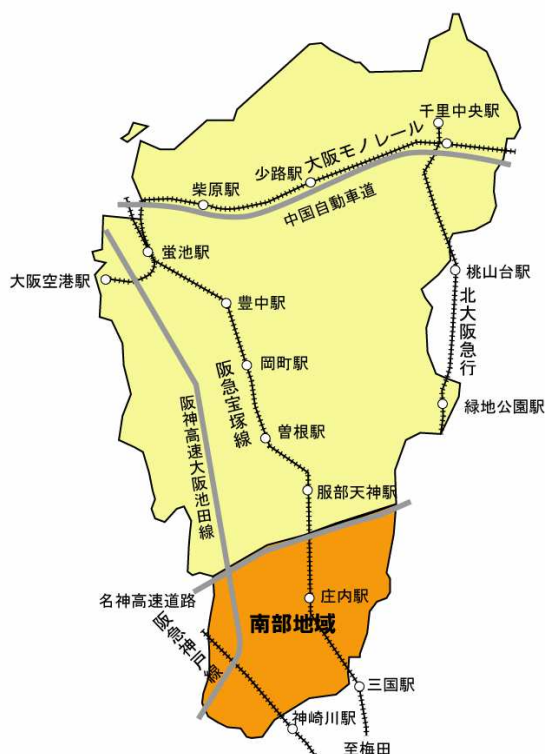 千里中央駅
大阪モノレール
少路駅
柴原駅
中国自動車道
蛍池駅
大阪空港駅
桃山台駅
豊中駅
北大阪急行
岡町駅
阪急宝塚線
阪神高速大阪池田線
緑地公園駅
曽根駅
服部天神駅
名神高速道路
庄内駅
南部地域
阪急神戸線
三国駅
神崎川駅
至梅田